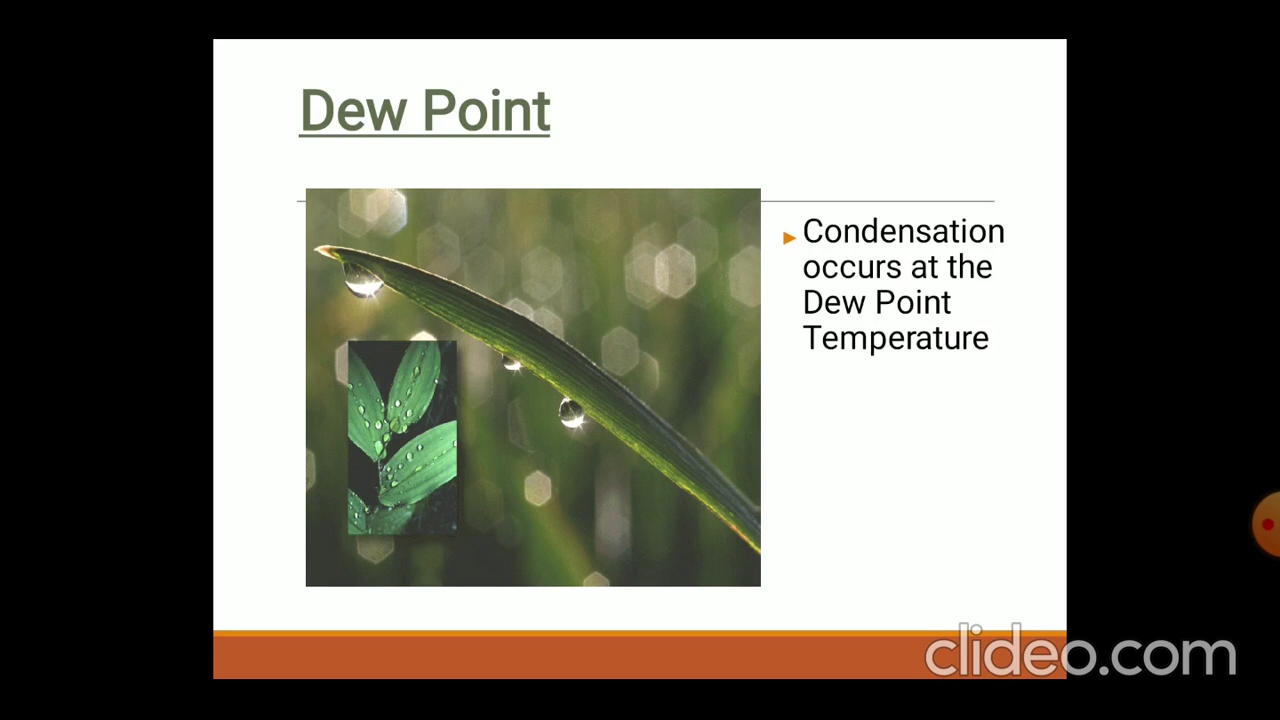 Dew Point
Condensation
occurs at the
Dew Point
Temperature
clideo.com